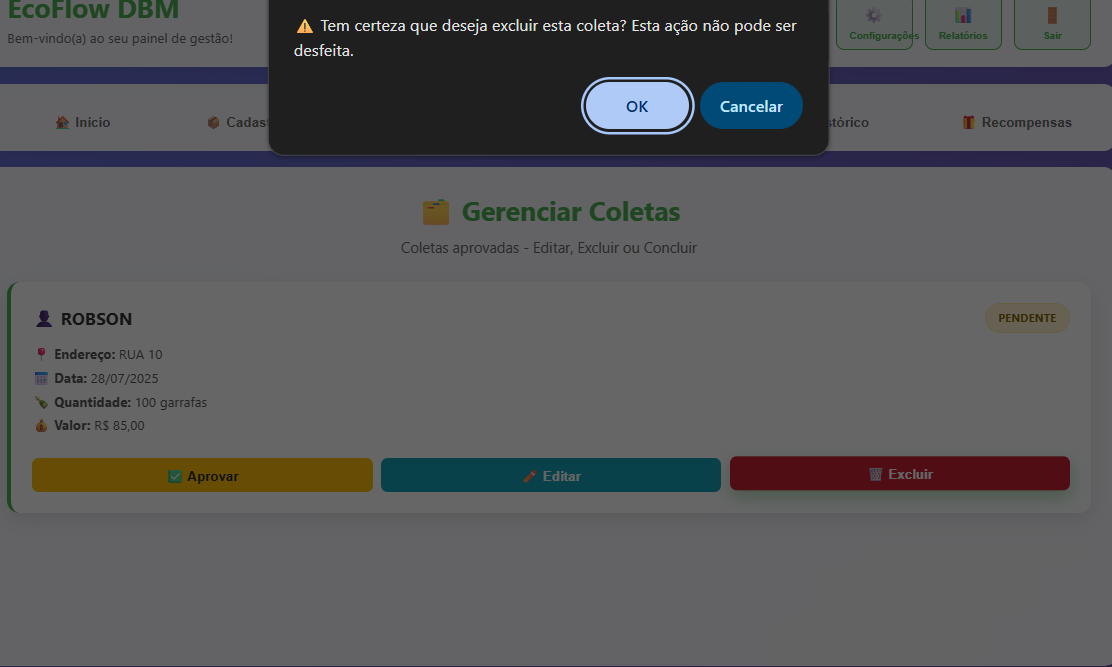 EcoFlow DBM
Bem-vindo(a) ao seu painel de gestão!
Tem certeza que deseja excluir esta coleta? Esta ação não pode ser
desfeita.
OK
Cancelar
Configurações
Relatórios
Sair
Início
Cadast
stórico
Recompensas
Gerenciar Coletas
Coletas aprovadas - Editar, Excluir ou Concluir
ROBSON
PENDENTE
Endereço: RUA 10
Data: 28/07/2025
Quantidade: 100 garrafas
Valor: R$ 85,00
Aprovar
Editar
Excluir